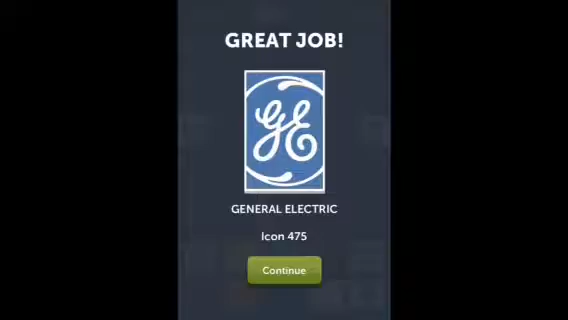 GREAT JOB!
GE
GENERAL ELECTRIC
Icon 475
Continue